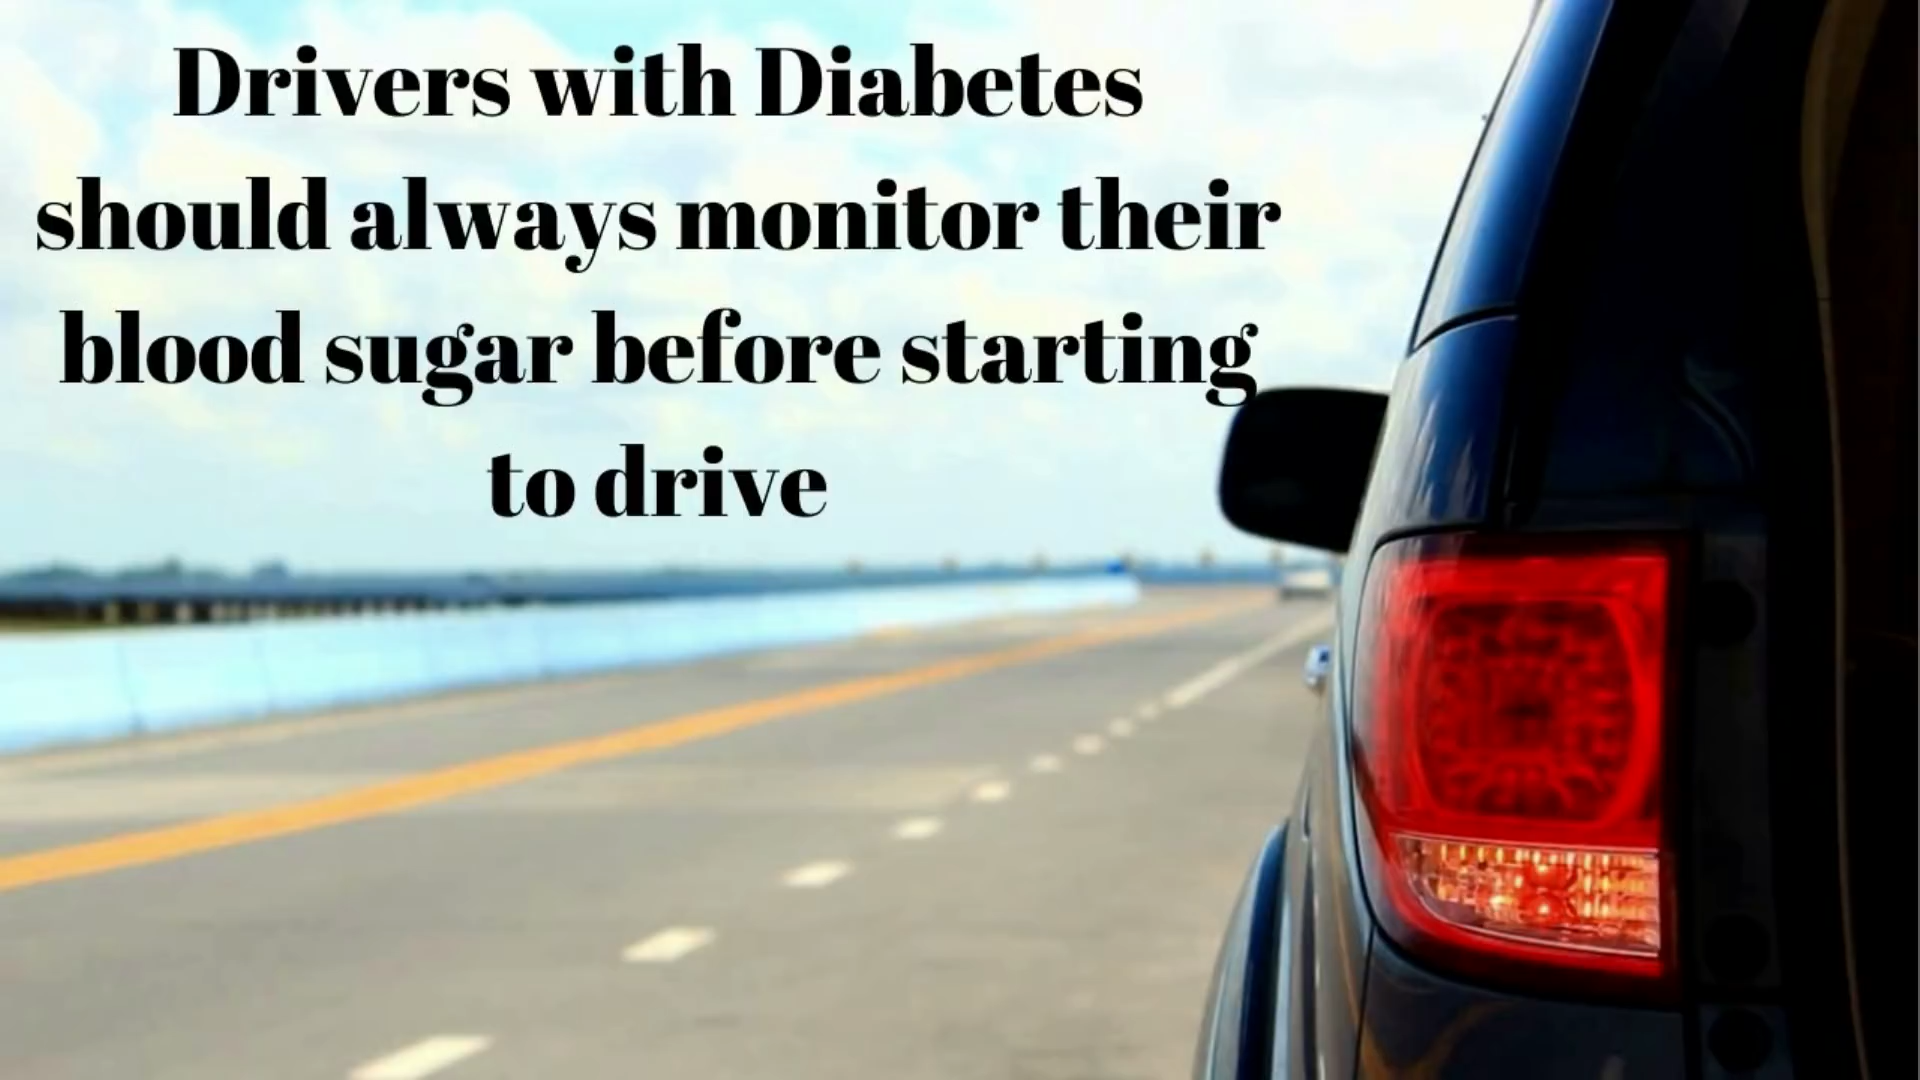 Drivers with Diabetes
should always monitor their
blood sugar before starting
to drive